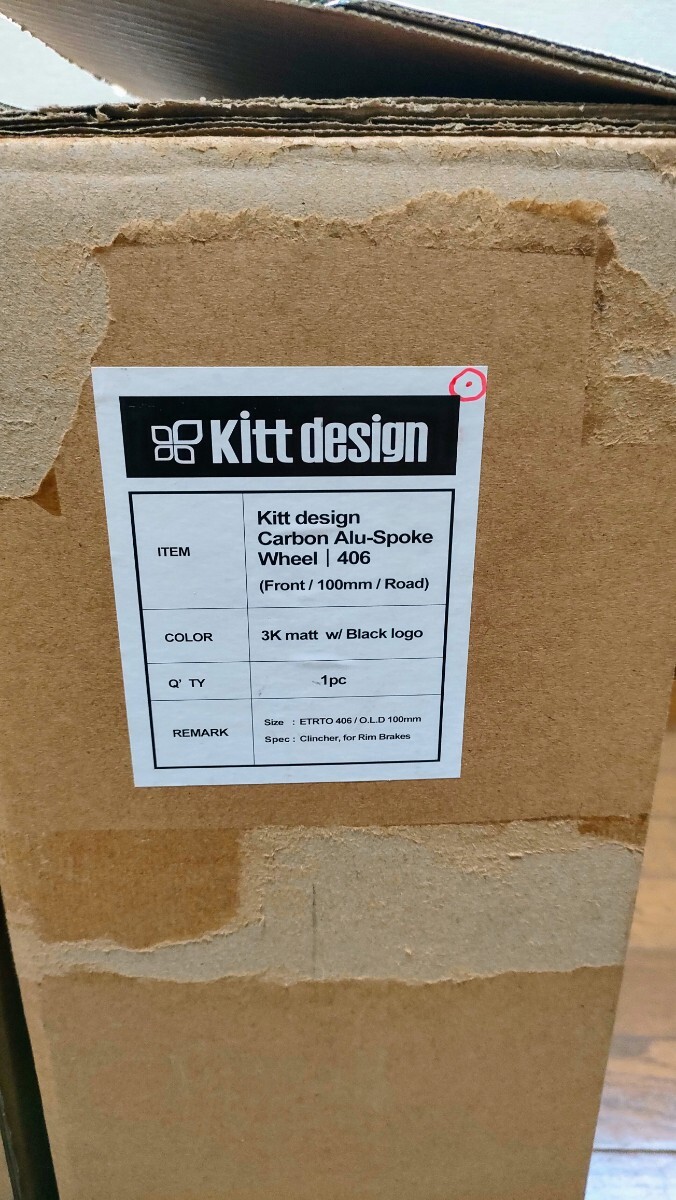 Kitt design
ITEM
Kitt design
Carbon Alu-Spoke
Wheel | 406
(Front / 100mm / Road)
COLOR
3K matt w/ Black logo
Q' TY
1pc
REMARK
Size : ETRTO 406 / O.L.D 100mm
Spec : Clincher, for Rim Brakes